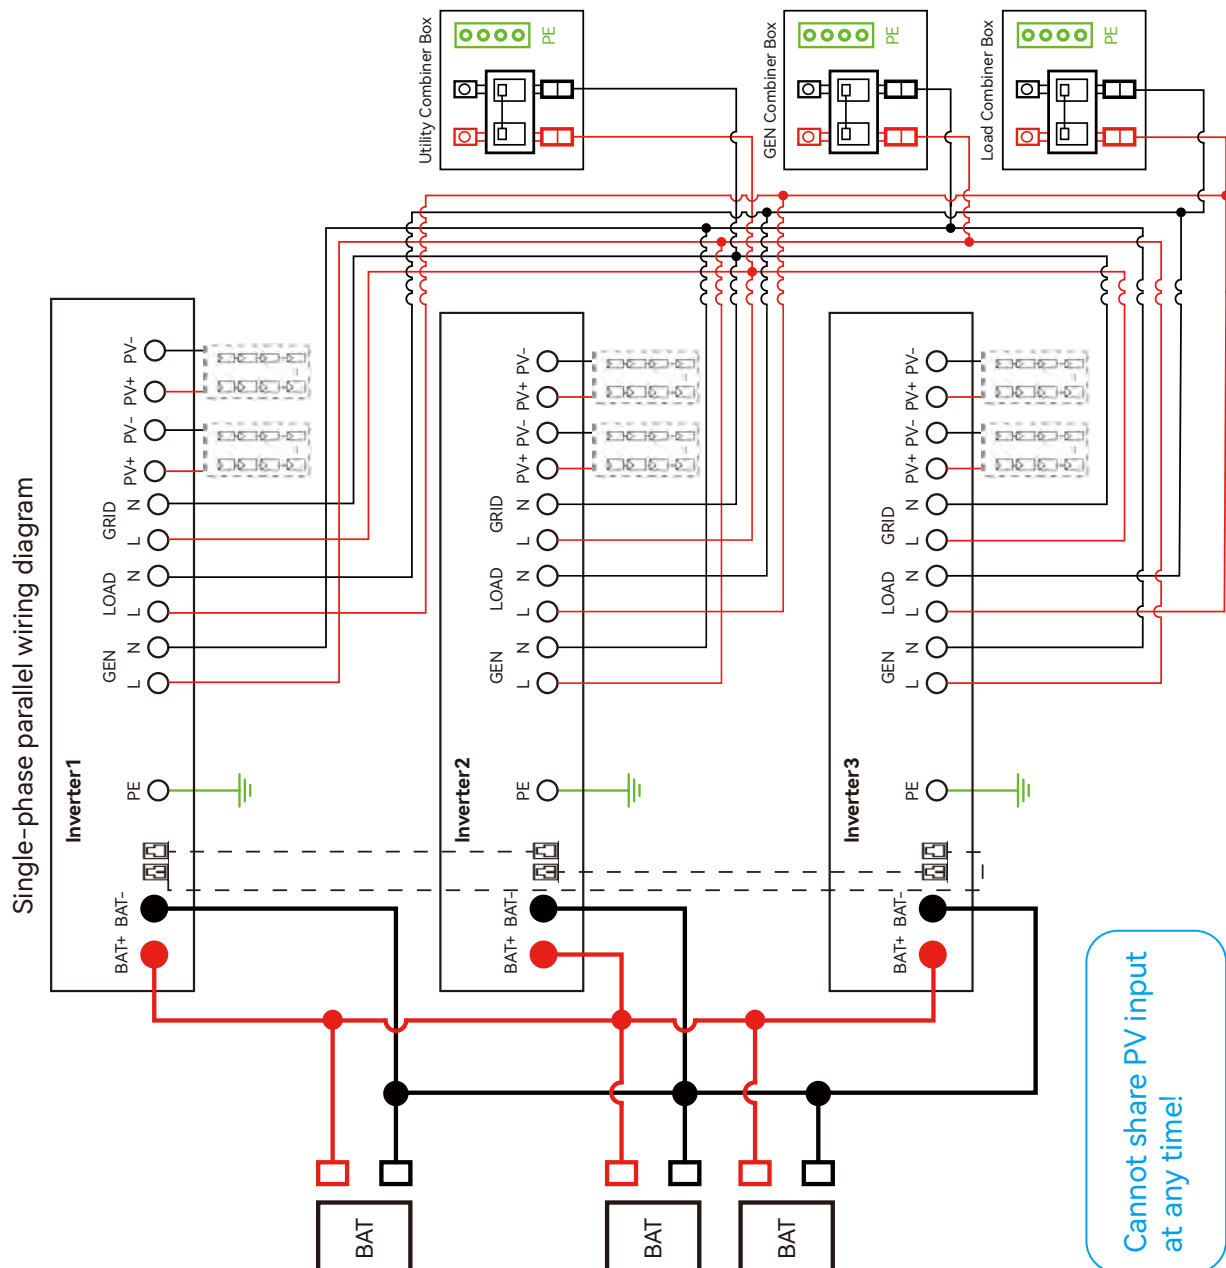 Single-phase parallel wiring diagram
Inverter1
GEN LOAD GRID
BAT+ BAT- PE L N L N L N PV+ PV- PV+ PV-
BAT
Utility Combiner Box
PE
Inverter2
GEN LOAD GRID
BAT+ BAT- PE L N L N L N PV+ PV- PV+ PV-
BAT
GEN Combiner Box
PE
BAT
Inverter3
GEN LOAD GRID
BAT+ BAT- PE L N L N L N PV+ PV- PV+ PV-
Load Combiner Box
PE
Cannot share PV input
at any time!